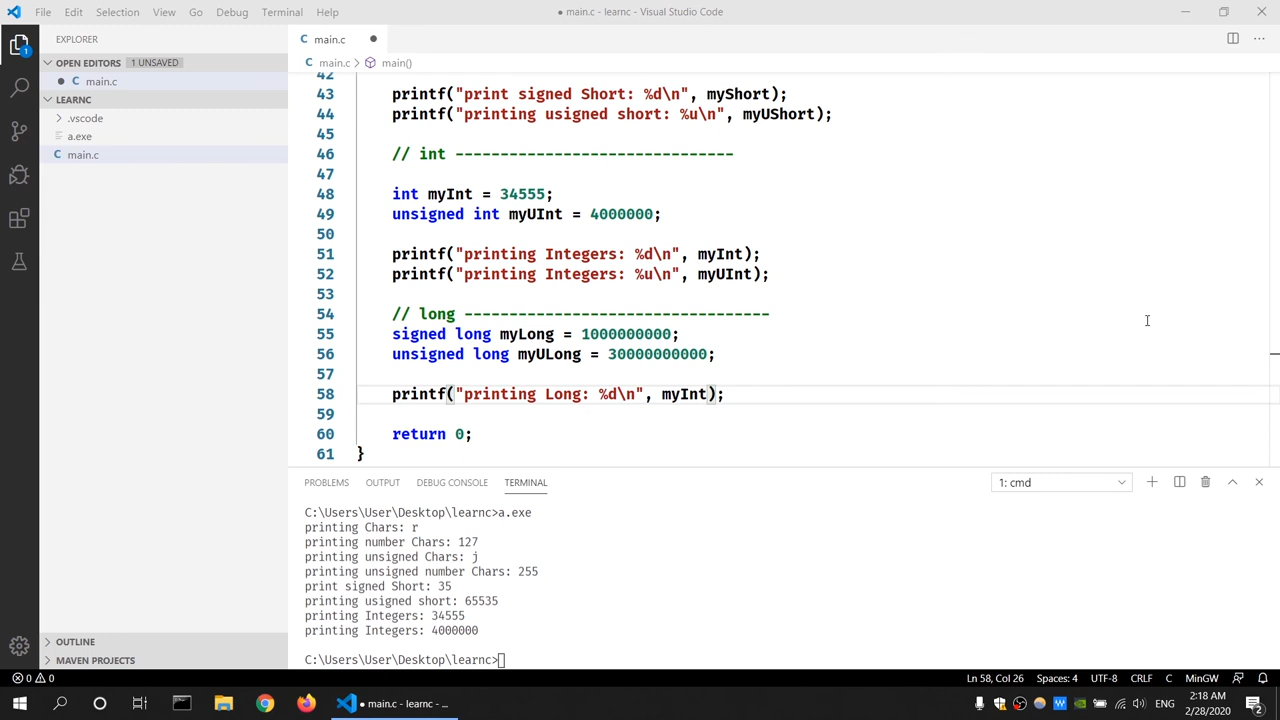 File Edit Selection View Go Debug Terminal Help
● main.c - learnc - Visual Studio Code
EXPLORER
OPEN EDITORS 1 UNSAVED
● C main.c
LEARNC
.vscode
a.exe
C main.c
OUTLINE
MAVEN PROJECTS
1
C main.c ●
C main.c > main()
42
43 printf("print signed Short: %d\n", myShort);
44 printf("printing usigned short: %u\n", myUShort);
45
46 // int -------------------------------
47
48 int myInt = 34555;
49 unsigned int myUInt = 4000000;
50
51 printf("printing Integers: %d\n", myInt);
52 printf("printing Integers: %u\n", myUInt);
53
54 // long ----------------------------------
55 signed long myLong = 1000000000;
56 unsigned long myULong = 30000000000;
57
58 printf("printing Long: %d\n", myInt);
59
60 return 0;
61 }
PROBLEMS OUTPUT DEBUG CONSOLE TERMINAL 1: cmd
C:\Users\User\Desktop\learnc>a.exe
printing Chars: r
printing number Chars: 127
printing unsigned Chars: j
printing unsigned number Chars: 255
print signed Short: 35
printing usigned short: 65535
printing Integers: 34555
printing Integers: 4000000
C:\Users\User\Desktop\learnc>
0 0 Ln 58, Col 26 Spaces: 4 UTF-8 CRLF C MinGW
● main.c - learnc - ...
2:18 AM
2/28/2020
2